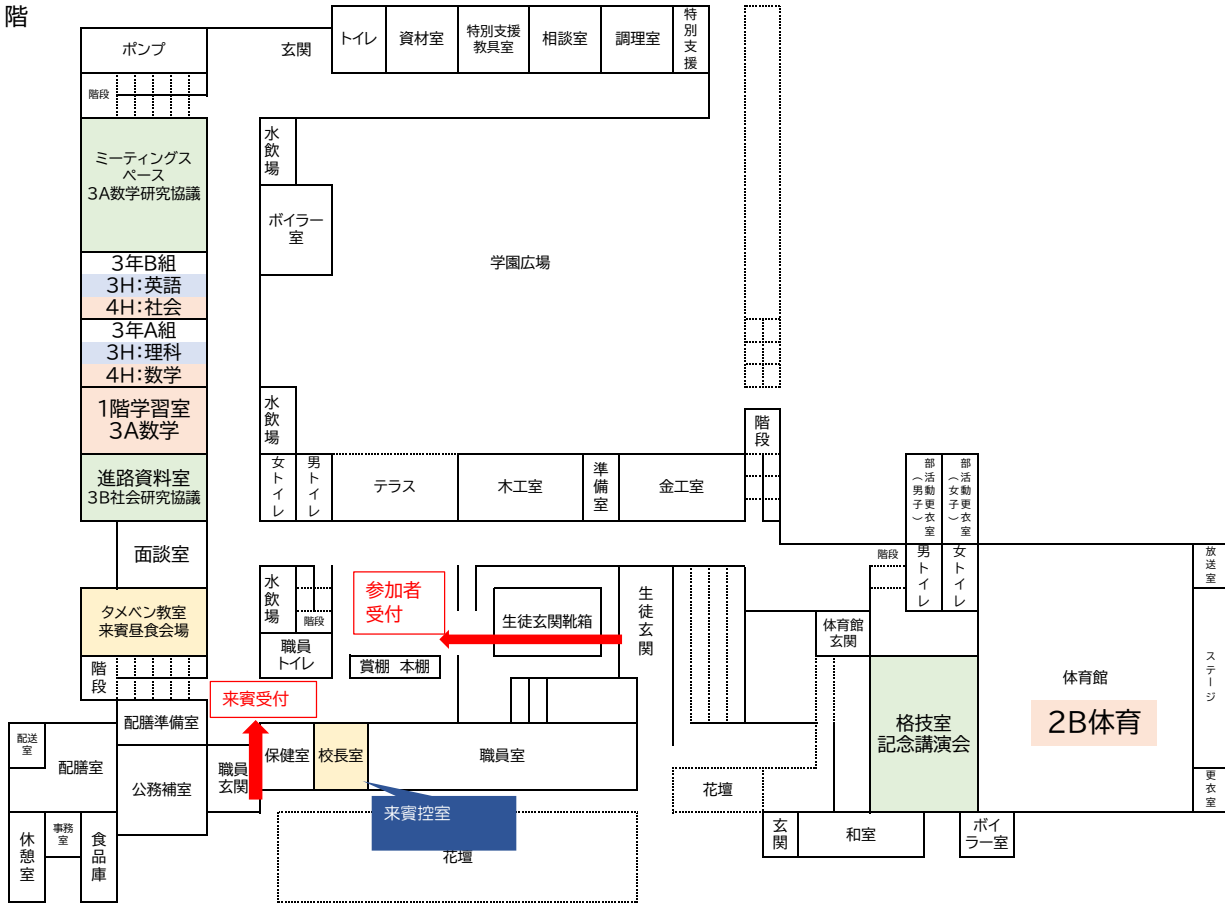 階
ポンプ
玄関
トイレ
資材室
特別支援
教具室
相談室
調理室
特別支援
階段
水飲場
ミーティングス
ペース
3A数学研究協議
ボイラー
室
学園広場
3年B組
3H:英語
4H:社会
3年A組
3H:理科
4H:数学
1階学習室
3A数学
水飲場
階段
進路資料室
3B社会研究協議
女トイレ
男トイレ
テラス
木工室
準備室
金工室
部活動更衣室
（男子）
部活動更衣室
（女子）
面談室
階段
男トイレ
女トイレ
放送室
タメベン教室
来賓昼食会場
水飲場
階段
参加者
受付
生徒玄関靴箱
生徒玄関
体育館
玄関
職員
トイレ
賞棚 本棚
階段
来賓受付
体育館
2B体育
ステージ
格技室
記念講演会
配膳準備室
配送
室
配膳室
公務補室
職員
玄関
保健室
校長室
職員室
花壇
更衣室
来賓控室
花壇
休憩室
事務
室
食品庫
玄関
和室
ボイ
ラー室